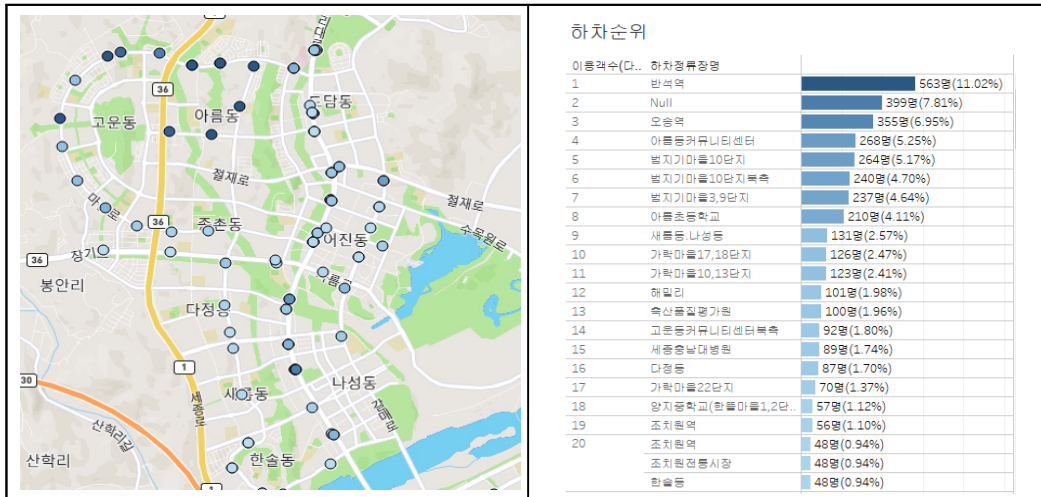 36
고운동
아름동
도담동
절재로
절재로
수목원로
마
로
36
종촌동
어진동
36
장기
봉안리
름
다정동
1
30
나성동
새롬동
산학리길
산학리
한솔동
1
하차순위
이용객수(다.. 하차정류장명
1 반석역 563명(11.02%)
2 Null 399명(7.81%)
3 오송역 355명(6.95%)
4 아름동커뮤니티센터 268명(5.25%)
5 범지기마을10단지 264명(5.17%)
6 범지기마을10단지북측 240명(4.70%)
7 범지기마을3,9단지 237명(4.64%)
8 아름초등학교 210명(4.11%)
9 새롬동.나성동 131명(2.57%)
10 가락마을17,18단지 126명(2.47%)
11 가락마을10,13단지 123명(2.41%)
12 해밀리 101명(1.98%)
13 축산품질평가원 100명(1.96%)
14 고운동커뮤니티센터북측 92명(1.80%)
15 세종충남대병원 89명(1.74%)
16 다정동 87명(1.70%)
17 가락마을22단지 70명(1.37%)
18 양지중학교(한뜰마을1,2단.. 57명(1.12%)
19 조치원역 56명(1.10%)
20 조치원역 48명(0.94%)
조치원전통시장 48명(0.94%)
한솔동 48명(0.94%)